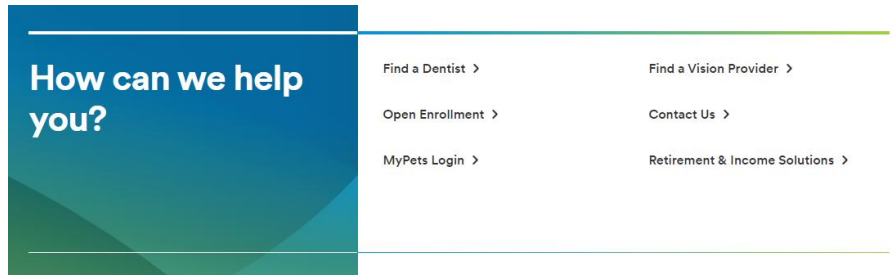 How can we help
you?
Find a Dentist >
Find a Vision Provider >
Open Enrollment >
Contact Us >
MyPets Login >
Retirement & Income Solutions >